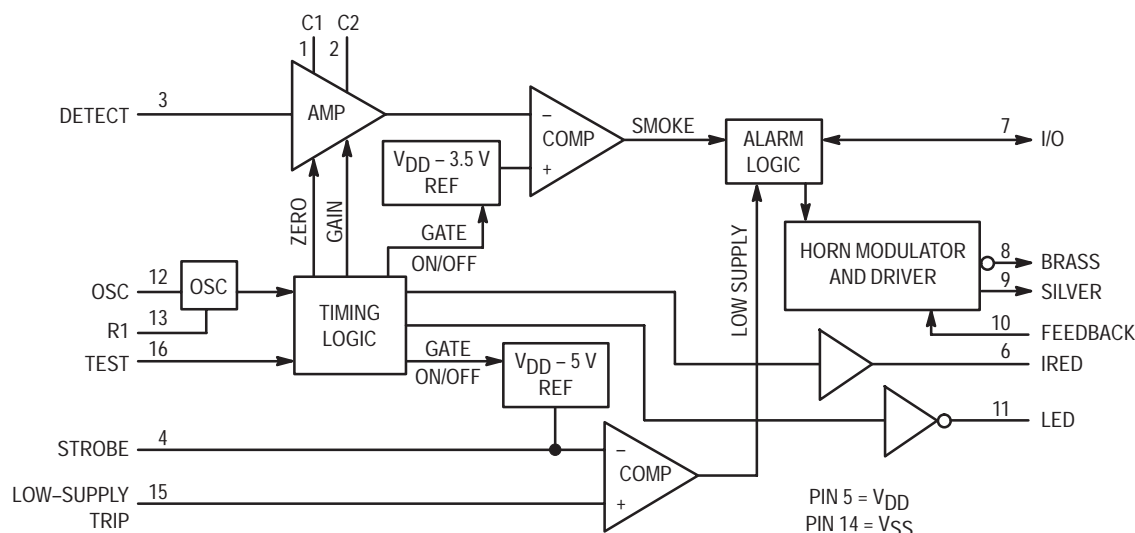 C1 C2
1 2
DETECT 3
AMP
–
COMP
+
SMOKE
ALARM
LOGIC
7 I/O
VDD – 3.5 V
REF
ZERO
GAIN
GATE
ON/OFF
LOW SUPPLY
HORN MODULATOR
AND DRIVER
8 BRASS
9 SILVER
10 FEEDBACK
OSC 12
OSC
R1 13
TEST 16
TIMING
LOGIC
GATE
ON/OFF
VDD – 5 V
REF
6 IRED
11 LED
STROBE 4
–
COMP
+
LOW–SUPPLY
TRIP
15
PIN 5 = VDD
PIN 14 = VSS